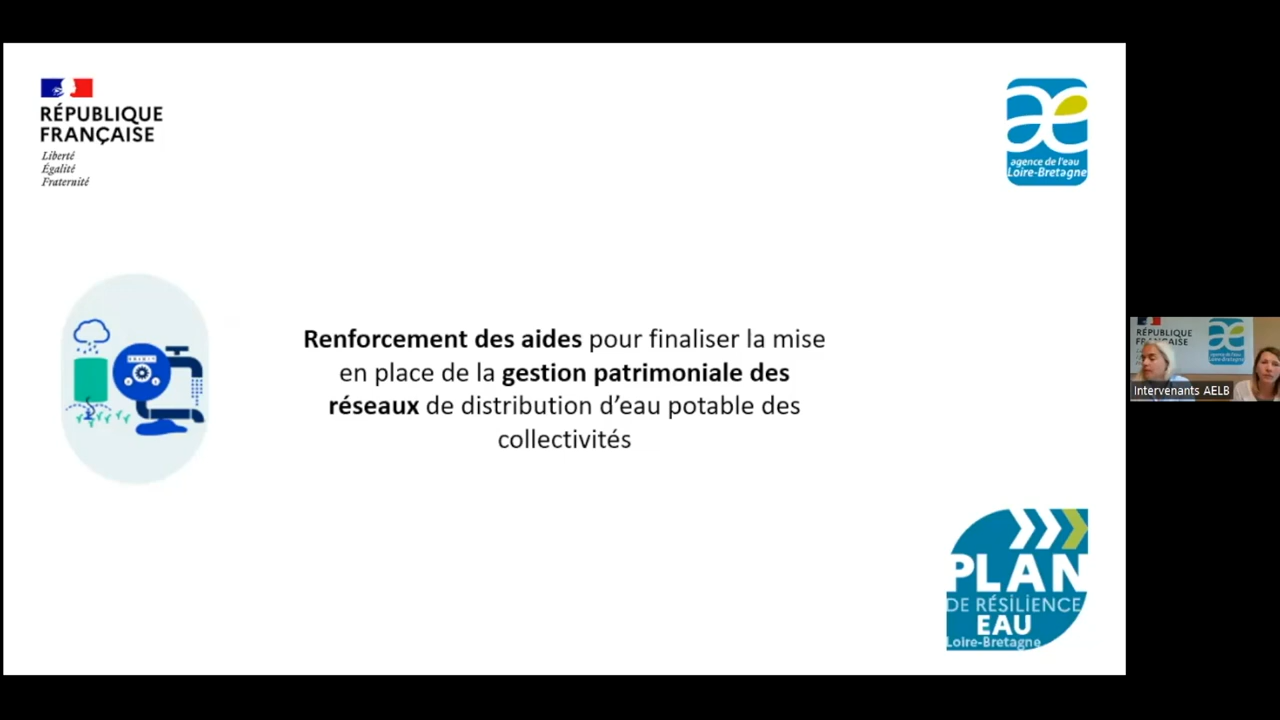 RÉPUBLIQUE
FRANÇAISE
Liberté
Égalité
Fraternité
agence de l'eau
Loire-Bretagne
Renforcement des aides pour finaliser la mise
en place de la gestion patrimoniale des
réseaux de distribution d'eau potable des
collectivités
PLAN
DE RÉSILIENCE
EAU
Loire-Bretagne
RÉPUBLIQUE
FRANÇAISE
Intervenants AELB